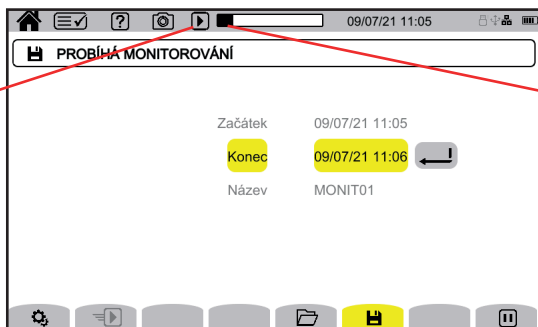 09/07/21 11:05
PROBÍHÁ MONITOROVÁNÍ
Začátek 09/07/21 11:05
Konec 09/07/21 11:06
Název MONIT01